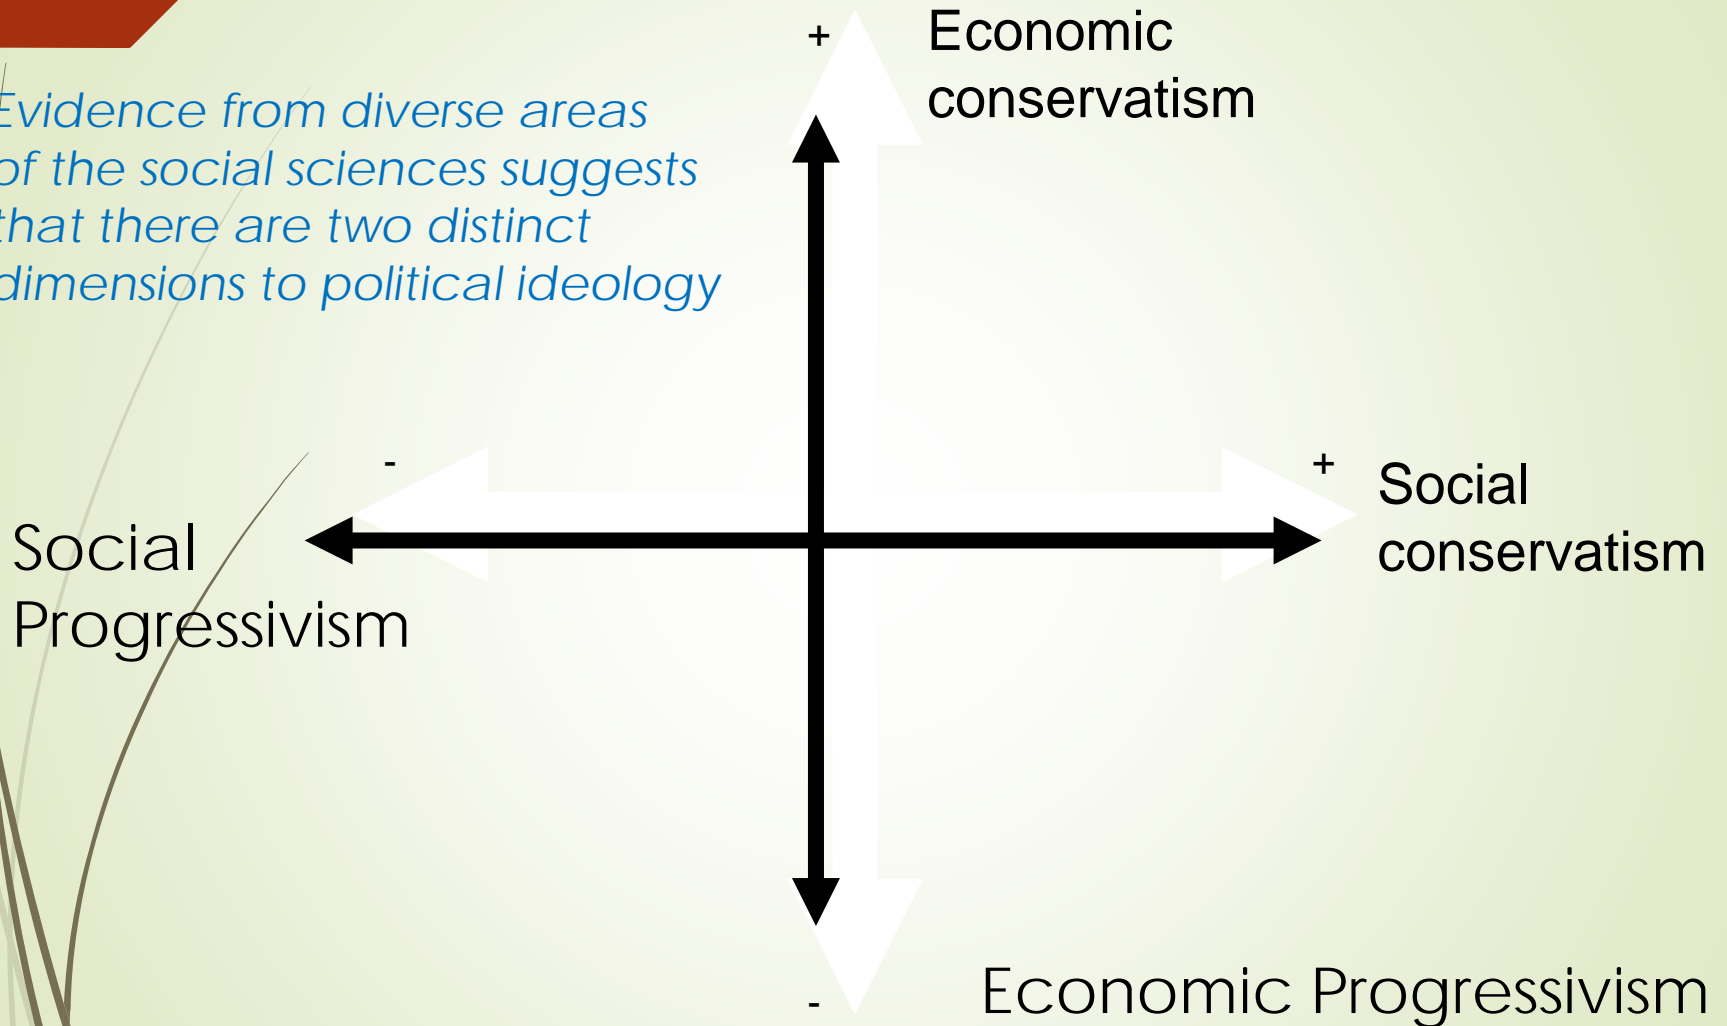 +
Economic
conservatism
Evidence from diverse areas
of the social sciences suggests
that there are two distinct
dimensions to political ideology
-
+
Social
conservatism
Social
Progressivism
-
Economic Progressivism